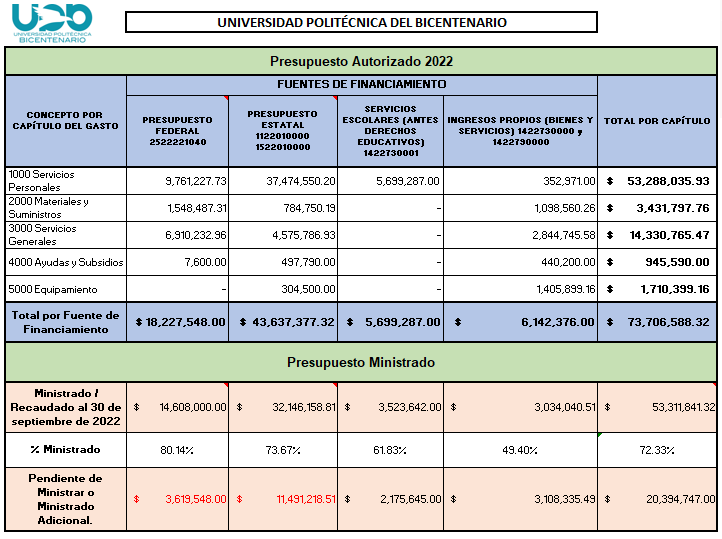 UPB
UNIVERSIDAD POLITÉCNICA
BICENTENARIO
UNIVERSIDAD POLITÉCNICA DEL BICENTENARIO
Presupuesto Autorizado 2022
CONCEPTO POR CAPÍTULO DEL GASTO
FUENTES DE FINANCIAMIENTO
TOTAL POR CAPÍTULO
PRESUPUESTO FEDERAL 2522221040
PRESUPUESTO ESTATAL 1122010000 1522010000
SERVICIOS ESCOLARES (ANTES DERECHOS EDUCATIVOS) 1422730001
INGRESOS PROPIOS (BIENES Y SERVICIOS) 1422730000 y 1422790000
1000 Servicios Personales 9,761,227.73 37,474,550.20 5,699,287.00 352,971.00 $ 53,288,035.93
2000 Materiales y Suministros 1,548,487.31 784,750.19 - 1,098,560.26 $ 3,431,797.76
3000 Servicios Generales 6,910,232.96 4,575,786.93 - 2,844,745.58 $ 14,330,765.47
4000 Ayudas y Subsidios 7,600.00 497,790.00 - 440,200.00 $ 945,590.00
5000 Equipamiento - 304,500.00 - 1,405,899.16 $ 1,710,399.16
Total por Fuente de Financiamiento $ 18,227,548.00 $ 43,637,377.32 $ 5,699,287.00 $ 6,142,376.00 $ 73,706,588.32
Presupuesto Ministrado
Ministrado / Recaudado al 30 de septiembre de 2022 $ 14,608,000.00 $ 32,146,158.81 $ 3,523,642.00 $ 3,034,040.51 $ 53,311,841.32
% Ministrado 80.14% 73.67% 61.83% 49.40% 72.33%
Pendiente de Ministrar o Ministrado Adicional. $ 3,619,548.00 $ 11,491,218.51 $ 2,175,645.00 $ 3,108,335.49 $ 20,394,747.00